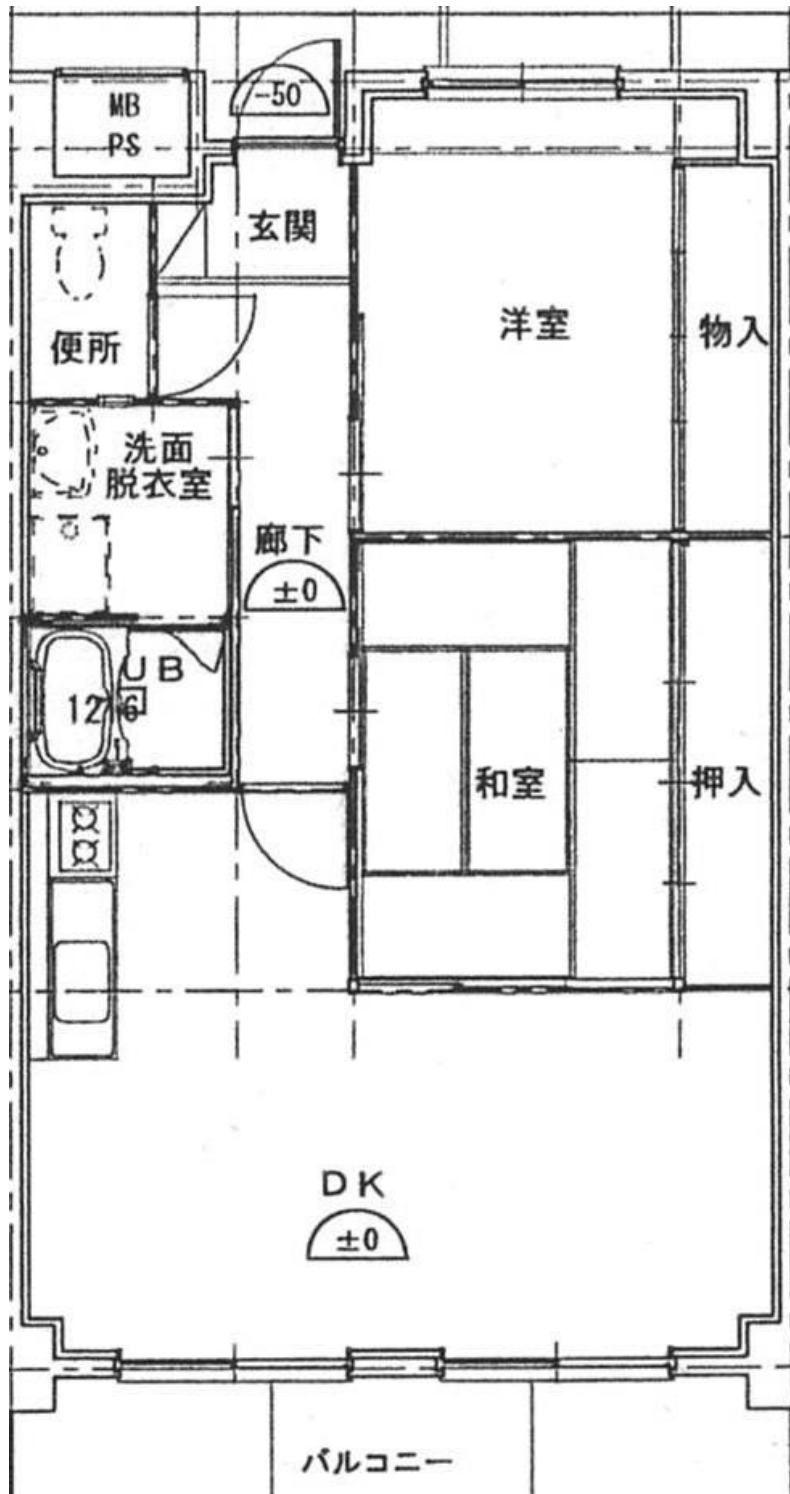 MB
PS
-50
玄関
洋室
物入
便所
洗面
脱衣室
廊下
±0
UB
1216
和室
押入
DK
±0
バルコニー